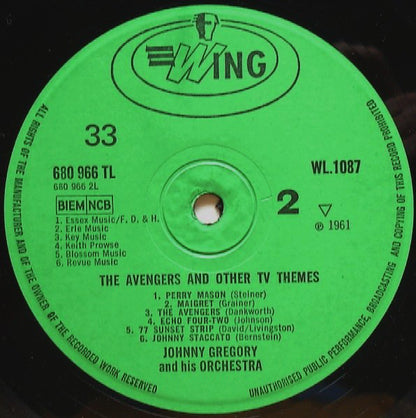 WING
33
680 966 TL
680 966 2L
BIEM NCB
1. Essex Music/F. D. & H.
2. Erle Music
3. Key Music
4. Keith Prowse
5. Blossom Music
6. Revue Music
WL.1087
2
℗ 1961
THE AVENGERS AND OTHER TV THEMES
1. PERRY MASON (Steiner)
2. MAIGRET (Grainer)
3. THE AVENGERS (Dankworth)
4. ECHO FOUR-TWO (Johnson)
5. 77 SUNSET STRIP (David/Livingston)
6. JOHNNY STACCATO (Bernstein)
JOHNNY GREGORY
and his ORCHESTRA
ALL RIGHTS OF THE MANUFACTURER AND OF THE OWNER OF THE RECORDED WORK RESERVED
UNAUTHORISED PUBLIC PERFORMANCE, BROADCASTING AND COPYING OF THIS RECORD PROHIBITED